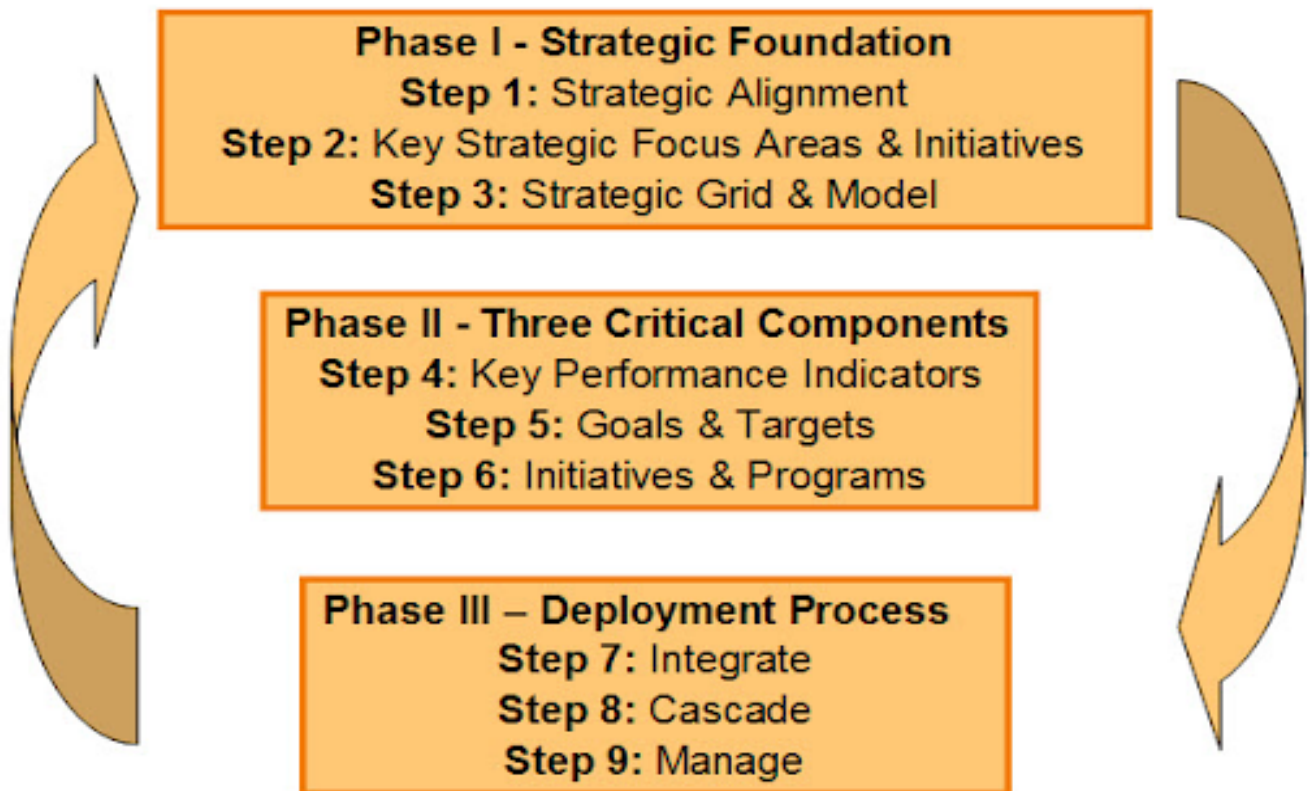 Phase I - Strategic Foundation
Step 1: Strategic Alignment
Step 2: Key Strategic Focus Areas & Initiatives
Step 3: Strategic Grid & Model
Phase II - Three Critical Components
Step 4: Key Performance Indicators
Step 5: Goals & Targets
Step 6: Initiatives & Programs
Phase III – Deployment Process
Step 7: Integrate
Step 8: Cascade
Step 9: Manage